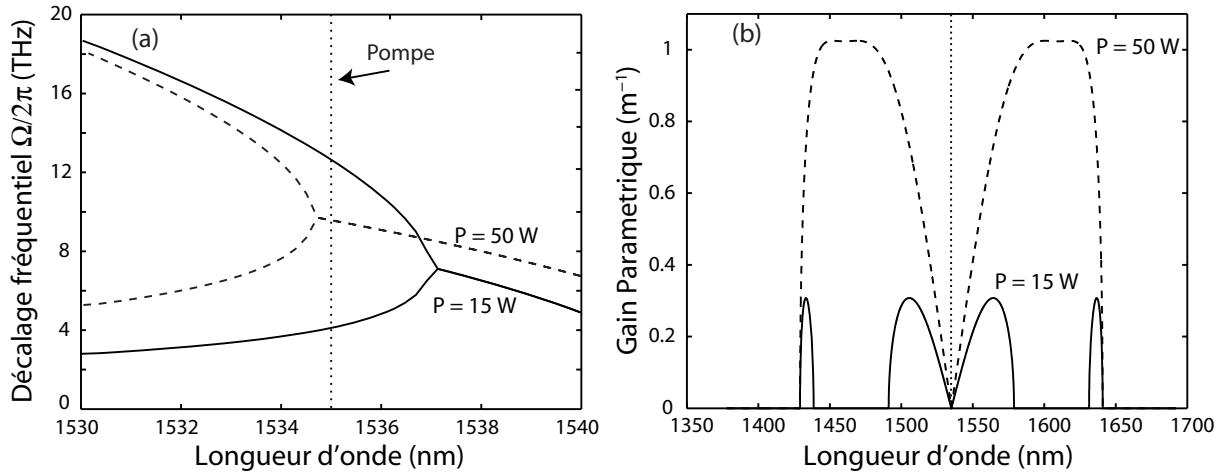 (a)
Pompe
P = 50 W
P = 15 W
Décalage fréquentiel Ω/2π (THz)
20
16
12
8
4
0
1530
1532
1534
1536
1538
1540
Longueur d’onde (nm)
(b)
P = 50 W
P = 15 W
Gain Parametrique (m⁻¹)
1
0.8
0.6
0.4
0.2
0
1350
1400
1450
1500
1550
1600
1650
1700
Longueur d’onde (nm)